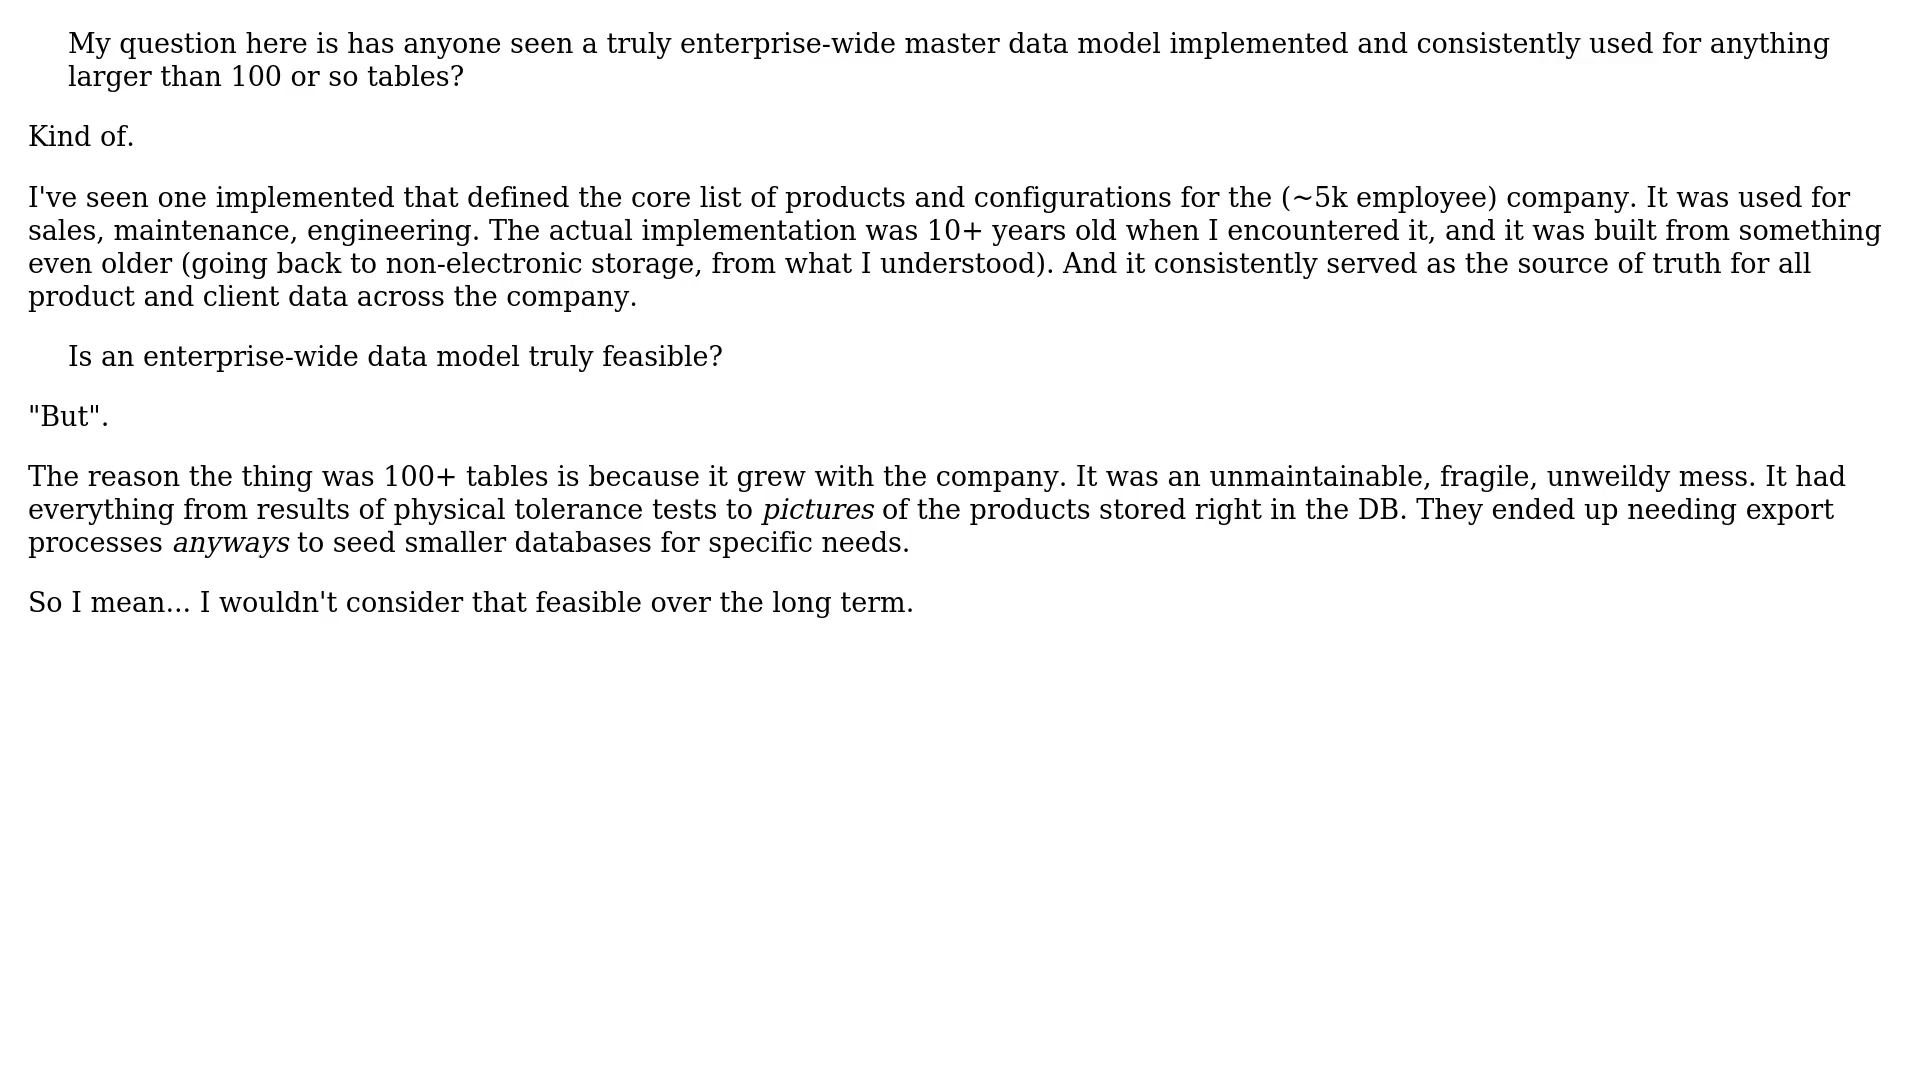 My question here is has anyone seen a truly enterprise-wide master data model implemented and consistently used for anything
larger than 100 or so tables?
Kind of.
I've seen one implemented that defined the core list of products and configurations for the (~5k employee) company. It was used for
sales, maintenance, engineering. The actual implementation was 10+ years old when I encountered it, and it was built from something
even older (going back to non-electronic storage, from what I understood). And it consistently served as the source of truth for all
product and client data across the company.
Is an enterprise-wide data model truly feasible?
"But".
The reason the thing was 100+ tables is because it grew with the company. It was an unmaintainable, fragile, unweildy mess. It had
everything from results of physical tolerance tests to pictures of the products stored right in the DB. They ended up needing export
processes anyways to seed smaller databases for specific needs.
So I mean... I wouldn't consider that feasible over the long term.